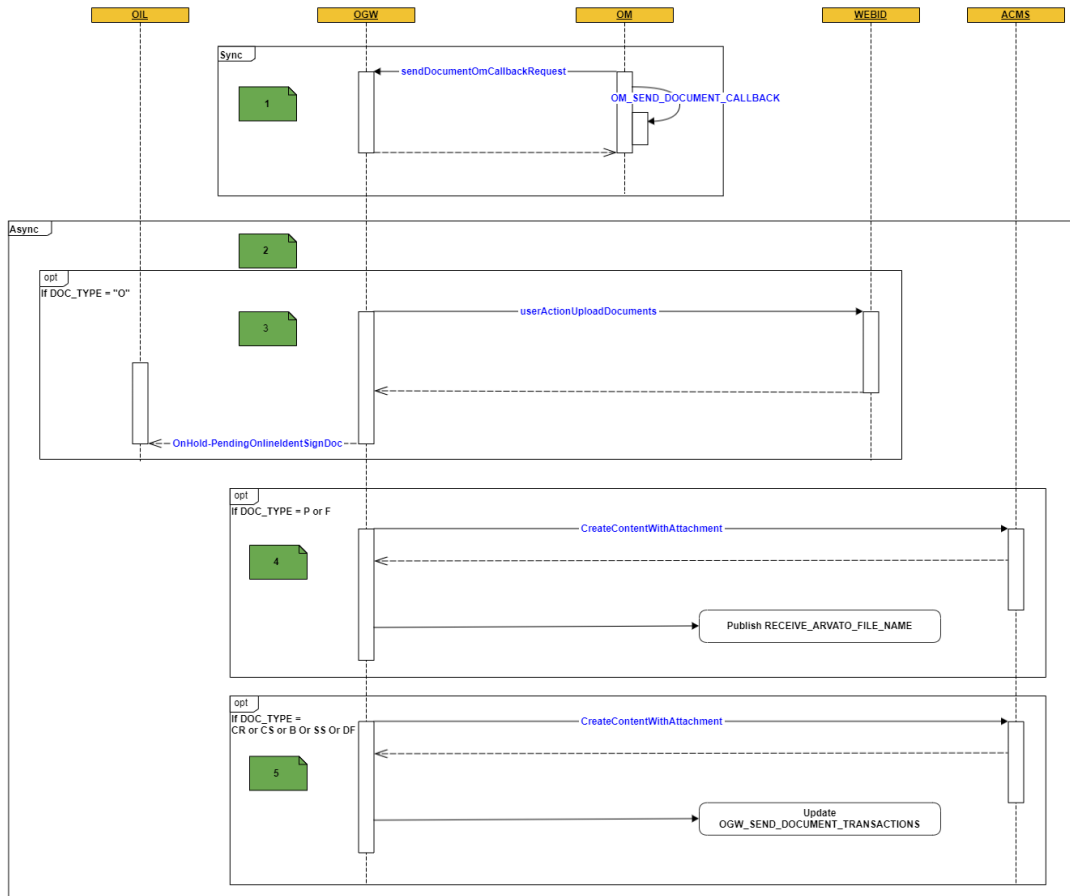 OIL
OGW
OM
WEBID
ACMS
Sync
sendDocumentOmCallbackRequest
1
OM_SEND_DOCUMENT_CALLBACK
Async
2
opt
If DOC_TYPE = "O"
3
userActionUploadDocuments
OnHold-PendingOnlineIdentSignDoc
opt
If DOC_TYPE = P or F
CreateContentWithAttachment
4
Publish RECEIVE_ARVATO_FILE_NAME
opt
If DOC_TYPE =
CR or CS or B Or SS Or DF
CreateContentWithAttachment
5
Update
OGW_SEND_DOCUMENT_TRANSACTIONS